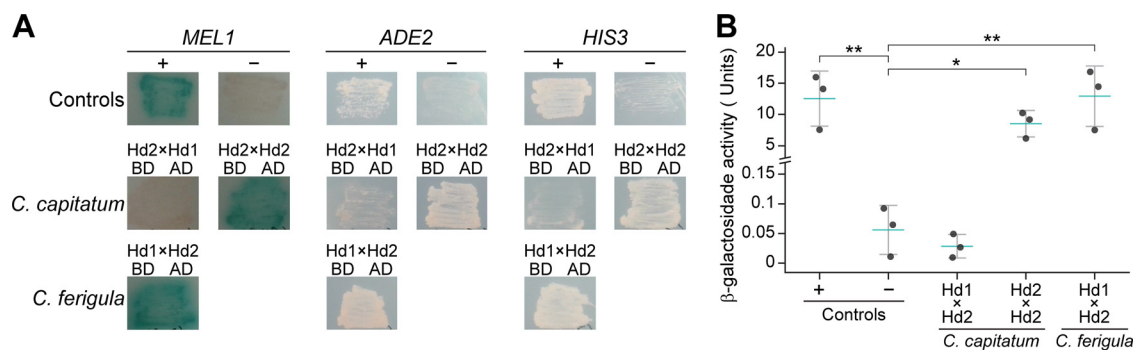 A
MEL1 ADE2 HIS3
+ − + − + −
Controls
Hd2×Hd1 Hd2×Hd2 Hd2×Hd1 Hd2×Hd2 Hd2×Hd1 Hd2×Hd2
BD AD BD AD BD AD BD AD BD AD BD AD
C. capitatum
Hd1×Hd2 Hd1×Hd2 Hd1×Hd2
BD AD BD AD BD AD
C. ferigula
B
β-galactosidade activity ( Units)
20
15
10
5
0.15
0.1
0.05
0
** **
*
+ − Hd1 Hd2 Hd1
× × ×
Hd2 Hd2 Hd2
Controls
C. capitatum C. ferigula